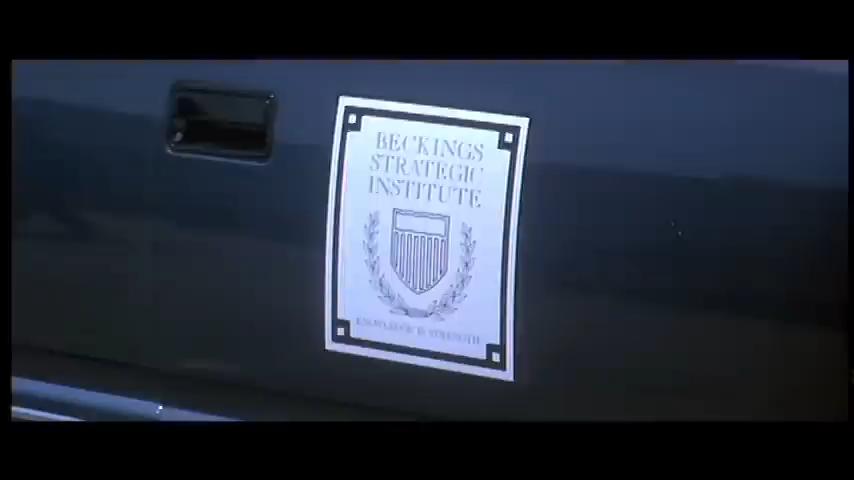 BECKINGS
STRATEGIC
INSTITUTE
KNOWLEDGE IS STRENGTH